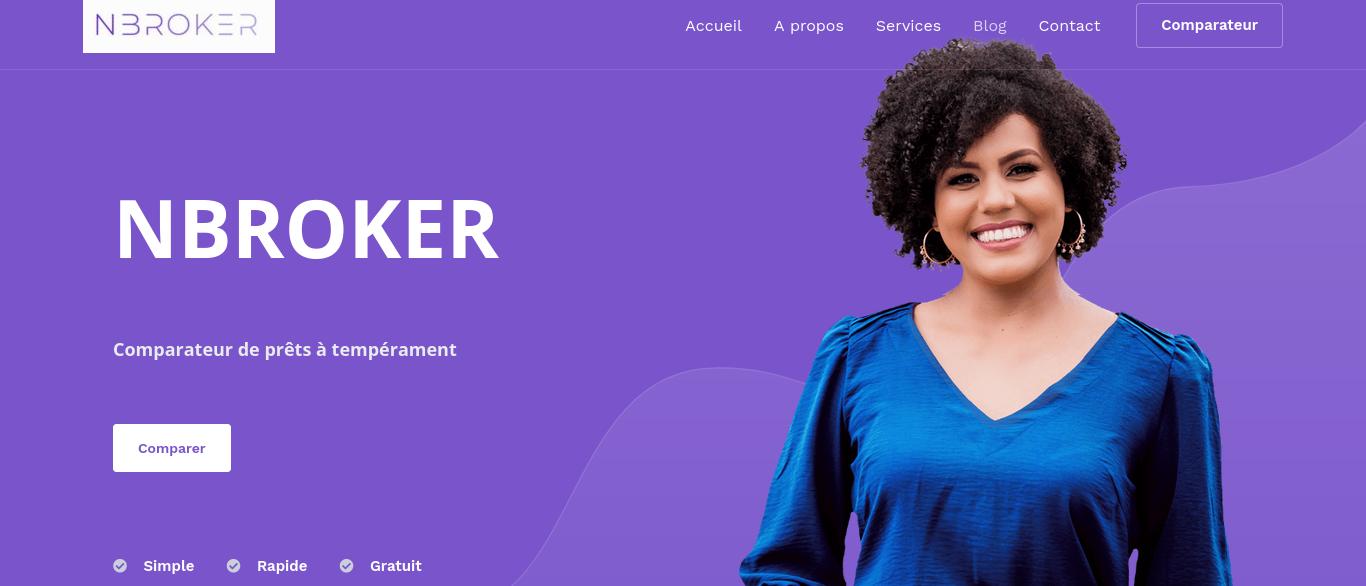 NBROKER
Accueil
A propos
Services
Blog
Contact
Comparateur
NBROKER
Comparateur de prêts à tempérament
Comparer
Simple
Rapide
Gratuit